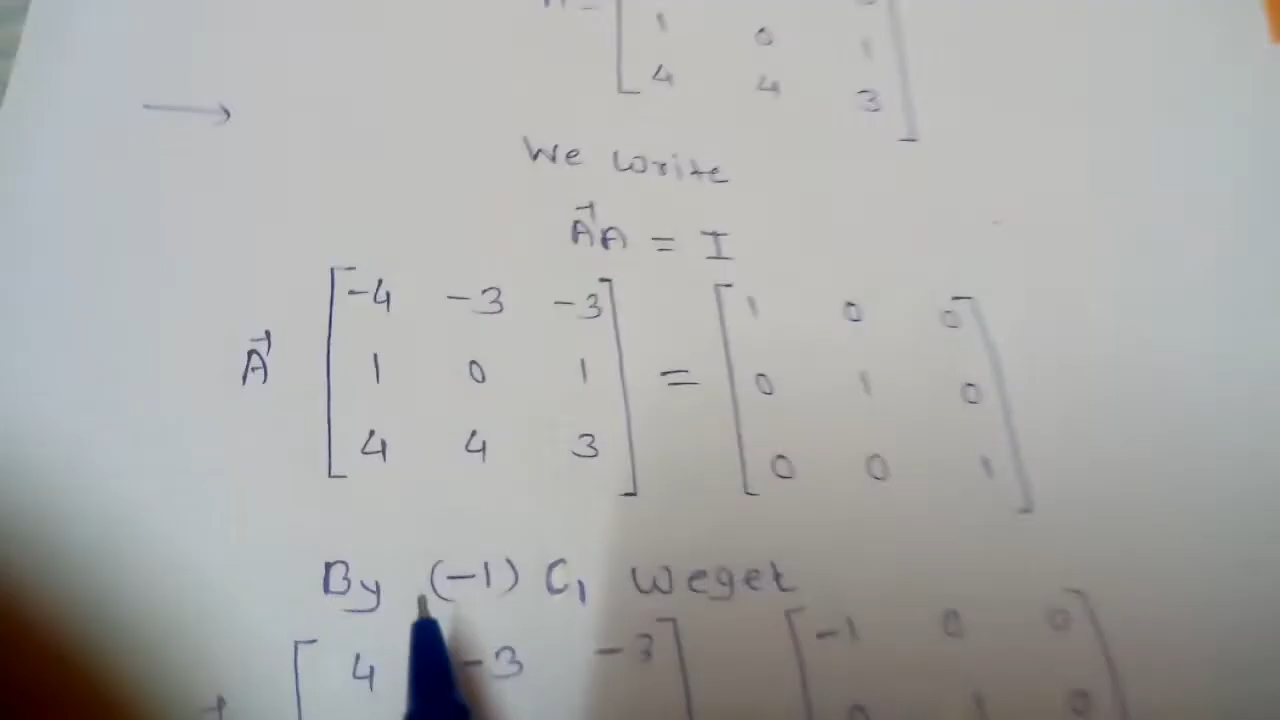 1 0 1
4 4 3
We write
A⁻¹A = I
A⁻¹ [-4 -3 -3] = [1 0 0]
[1 0 1] [0 1 0]
[4 4 3] [0 0 1]
By (-1) C₁ We get
[4 -3 -3] [-1 0 0]